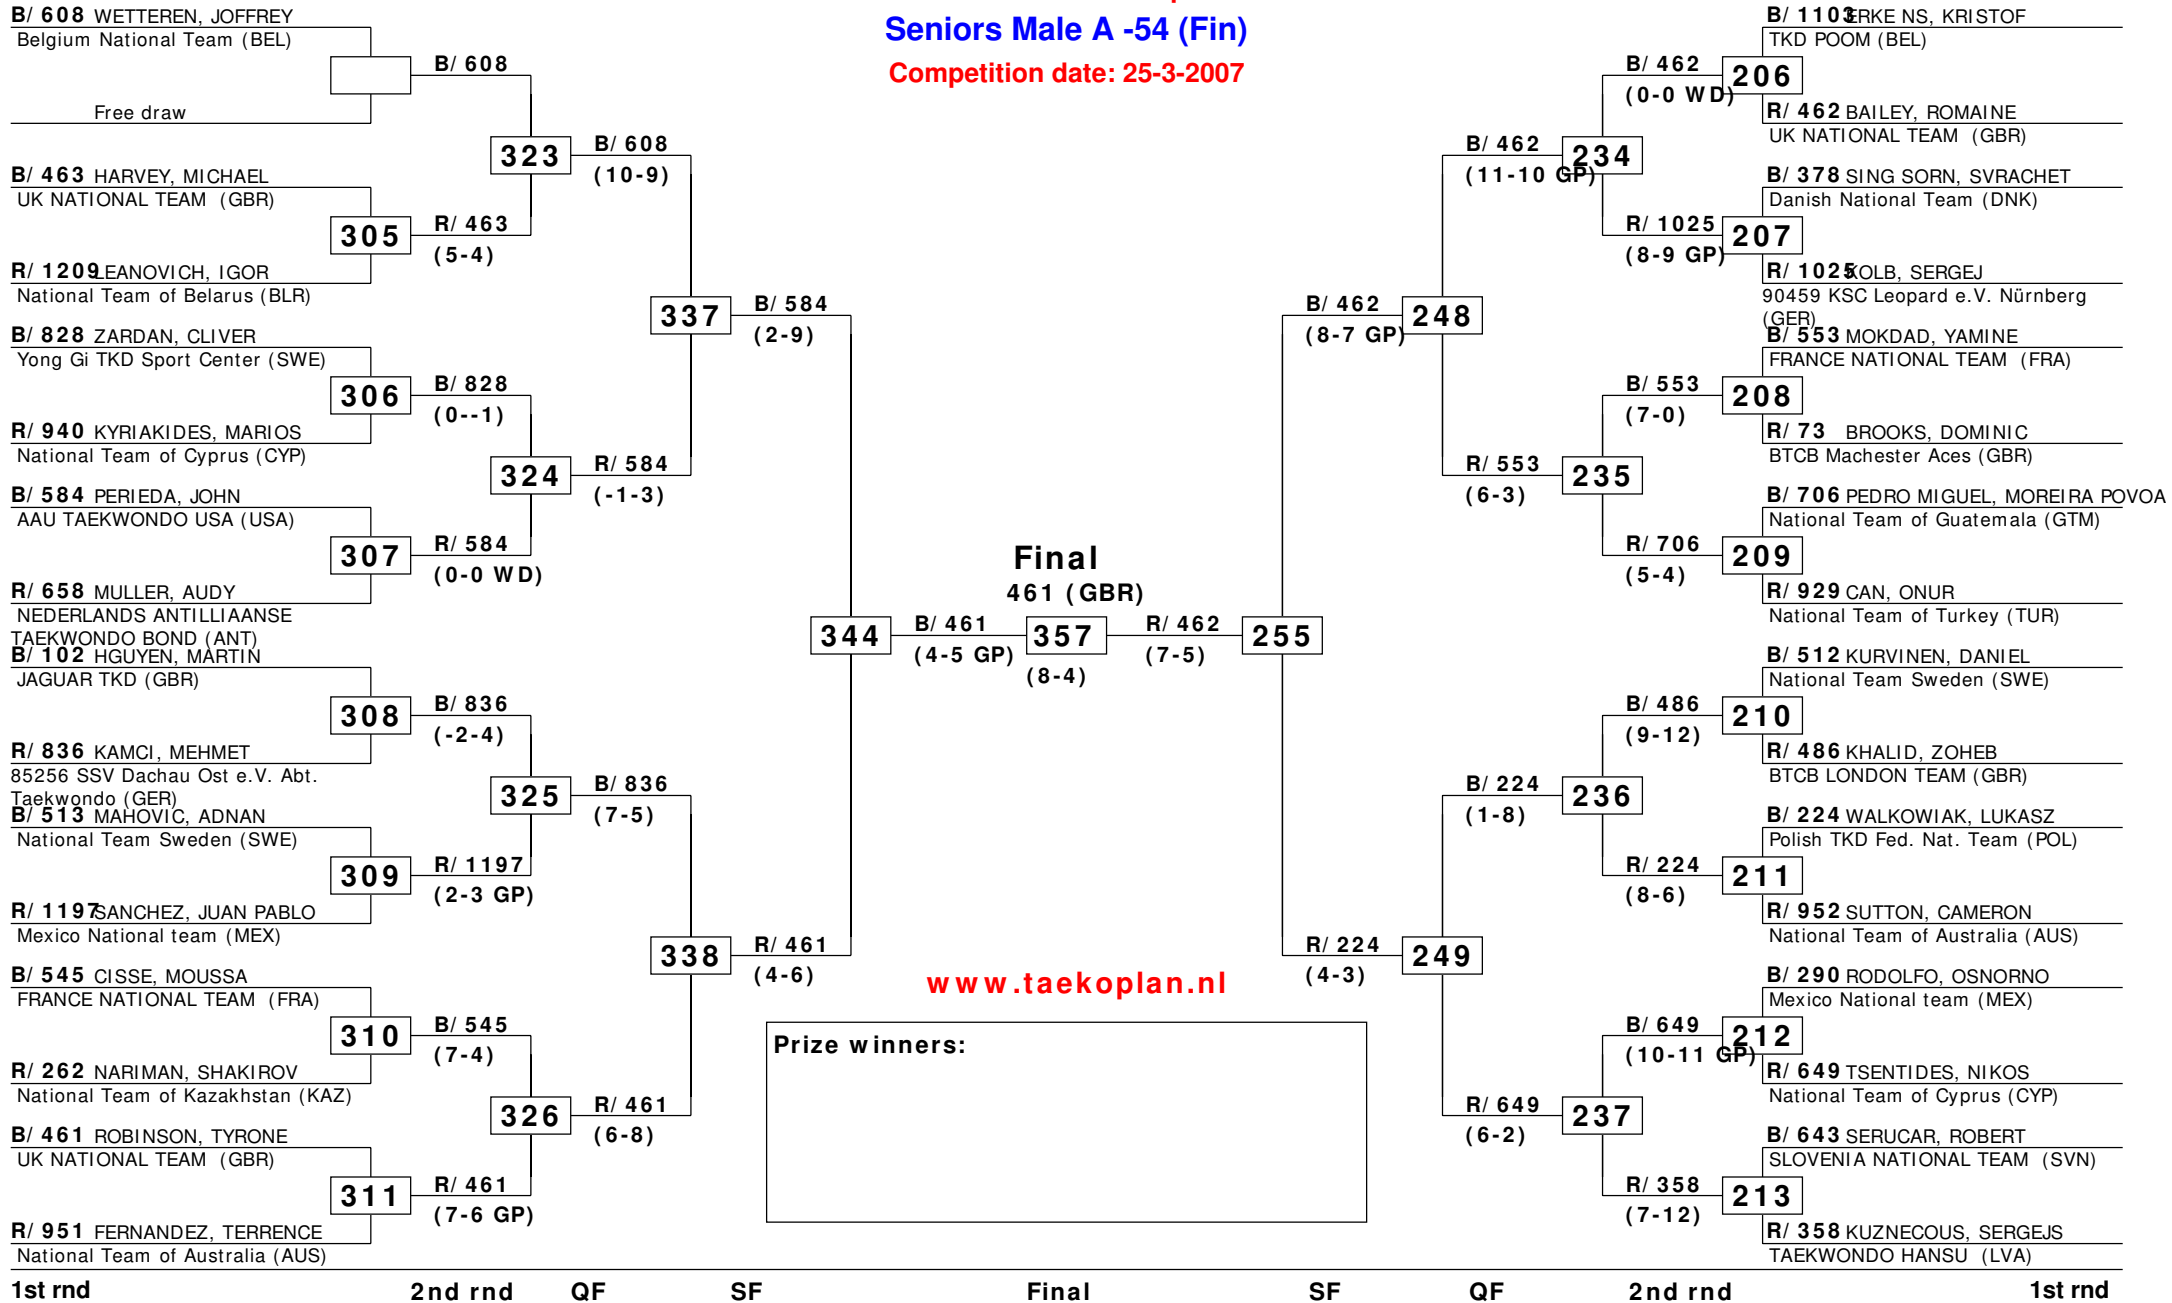 Seniors Male A -54 (Fin)
Competition date: 25-3-2007
B/ 608 WETTEREN, JOFFREY
Belgium National Team (BEL)
Free draw
B/ 463 HARVEY, MICHAEL
UK NATIONAL TEAM (GBR)
R/ 1209 LEANOVICH, IGOR
National Team of Belarus (BLR)
B/ 828 ZARDAN, CLIVER
Yong Gi TKD Sport Center (SWE)
R/ 940 KYRIAKIDES, MARIOS
National Team of Cyprus (CYP)
B/ 584 PERIEDA, JOHN
AAU TAEKWONDO USA (USA)
R/ 658 MULLER, AUDY
NEDERLANDS ANTILLIAANSE
TAEKWONDO BOND (ANT)
B/ 102 HGUYEN, MARTIN
JAGUAR TKD (GBR)
R/ 836 KAMCI, MEHMET
85256 SSV Dachau Ost e.V. Abt.
Taekwondo (GER)
B/ 513 MAHOVIC, ADNAN
National Team Sweden (SWE)
R/ 1197 SANCHEZ, JUAN PABLO
Mexico National team (MEX)
B/ 545 CISSE, MOUSSA
FRANCE NATIONAL TEAM (FRA)
R/ 262 NARIMAN, SHAKIROV
National Team of Kazakhstan (KAZ)
B/ 461 ROBINSON, TYRONE
UK NATIONAL TEAM (GBR)
R/ 951 FERNANDEZ, TERRENCE
National Team of Australia (AUS)
305
306
307
308
309
310
311
B/ 608
R/ 463
(5-4)
B/ 828
(0--1)
R/ 584
(0-0 WD)
B/ 836
(-2-4)
R/ 1197
(2-3 GP)
B/ 545
(7-4)
R/ 461
(7-6 GP)
323
324
325
326
B/ 608
(10-9)
R/ 584
(-1-3)
B/ 836
(7-5)
R/ 461
(6-8)
337
338
B/ 584
(2-9)
R/ 461
(4-6)
344
B/ 461
(4-5 GP)
Final
461 (GBR)
357
(8-4)
R/ 462
(7-5)
255
www.taekoplan.nl
Prize winners:
B/ 462
(8-7 GP)
R/ 224
(4-3)
248
249
B/ 462
(11-10 GP)
R/ 553
(6-3)
B/ 224
(1-8)
R/ 649
(6-2)
234
235
236
237
B/ 462
(0-0 WD)
R/ 1025
(8-9 GP)
B/ 553
(7-0)
R/ 706
(5-4)
B/ 486
(9-12)
R/ 224
(8-6)
B/ 649
(10-11 GP)
R/ 358
(7-12)
206
207
208
209
210
211
212
213
B/ 1103 ERKENS, KRISTOF
TKD POOM (BEL)
R/ 462 BAILEY, ROMAINE
UK NATIONAL TEAM (GBR)
B/ 378 SING SORN, SVRACHET
Danish National Team (DNK)
R/ 1025 KOLB, SERGEJ
90459 KSC Leopard e.V. Nürnberg
(GER)
B/ 553 MOKDAD, YAMINE
FRANCE NATIONAL TEAM (FRA)
R/ 73 BROOKS, DOMINIC
BTCB Machester Aces (GBR)
B/ 706 PEDRO MIGUEL, MOREIRA POVOA
National Team of Guatemala (GTM)
R/ 929 CAN, ONUR
National Team of Turkey (TUR)
B/ 512 KURVINEN, DANIEL
National Team Sweden (SWE)
R/ 486 KHALID, ZOHEB
BTCB LONDON TEAM (GBR)
B/ 224 WALKOWIAK, LUKASZ
Polish TKD Fed. Nat. Team (POL)
R/ 952 SUTTON, CAMERON
National Team of Australia (AUS)
B/ 290 RODOLFO, OSNORNO
Mexico National team (MEX)
R/ 649 TSENTIDES, NIKOS
National Team of Cyprus (CYP)
B/ 643 SERUCAR, ROBERT
SLOVENIA NATIONAL TEAM (SVN)
R/ 358 KUZNECOUS, SERGEJS
TAEKWONDO HANSU (LVA)
1st rnd 2nd rnd QF SF Final SF QF 2nd rnd 1st rnd